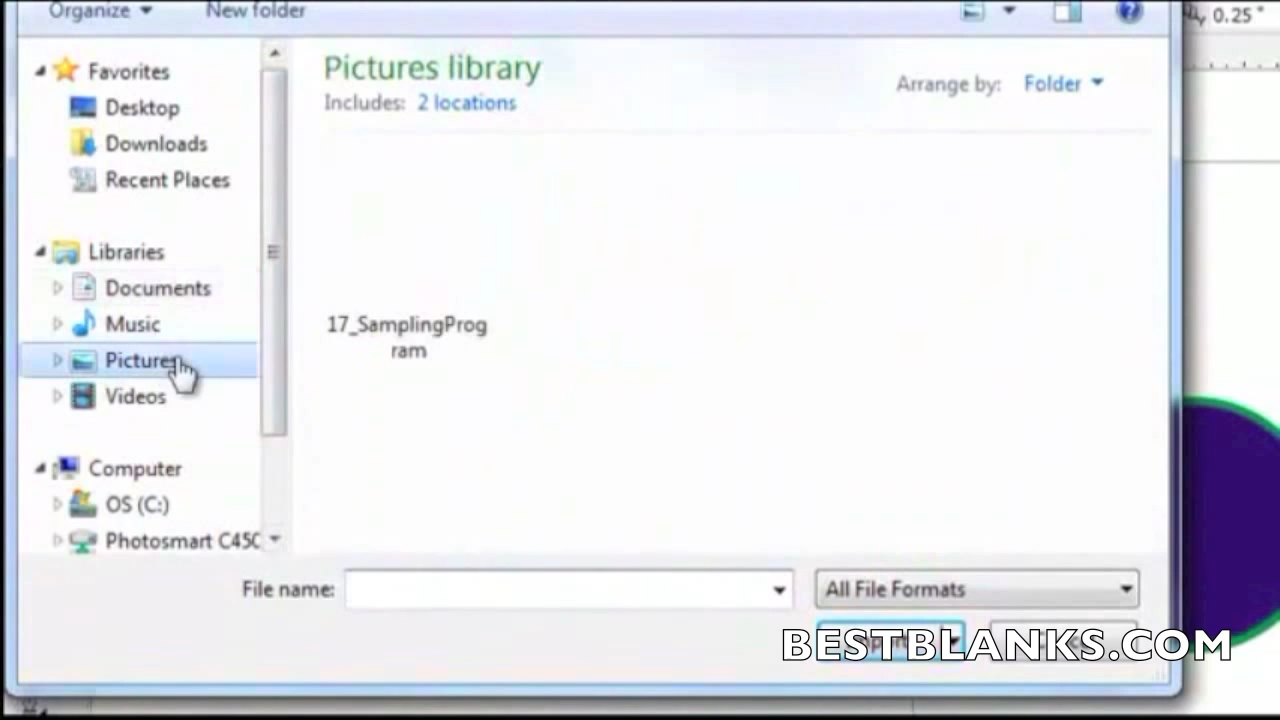 Organize
New folder
0.25 "
Favorites
Desktop
Downloads
Recent Places
Libraries
Documents
Music
Pictures
Videos
Computer
OS (C:)
Photosmart C450
Pictures library
Includes: 2 locations
Arrange by: Folder
17_SamplingProg
ram
File name:
All File Formats
BESTBLANKS.COM